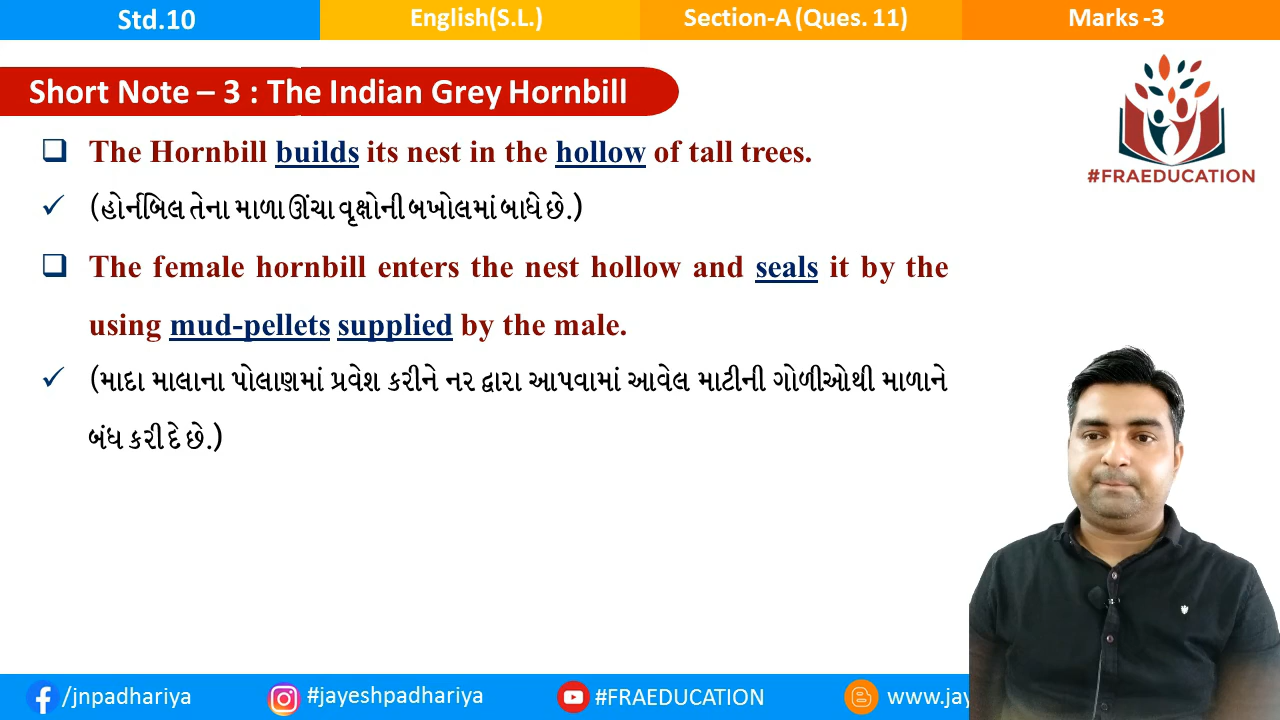 Std.10
English(S.L.)
Section-A (Ques. 11)
Marks -3
Short Note – 3 : The Indian Grey Hornbill
#FRAEDUCATION
The Hornbill builds its nest in the hollow of tall trees.
(હોર્નબિલ તેના માળા ઊંચા વૃક્ષોની બખોલમાં બાધે છે.)
The female hornbill enters the nest hollow and seals it by the
using mud-pellets supplied by the male.
(માદા માલાના પોલાણમાં પ્રવેશ કરીને નર દ્વારા આપવામાં આવેલ માટીની ગોળીઓથી માળાને
બંધ કરી દે છે.)
/jnpadhariya
#jayeshpadhariya
#FRAEDUCATION
www.jay